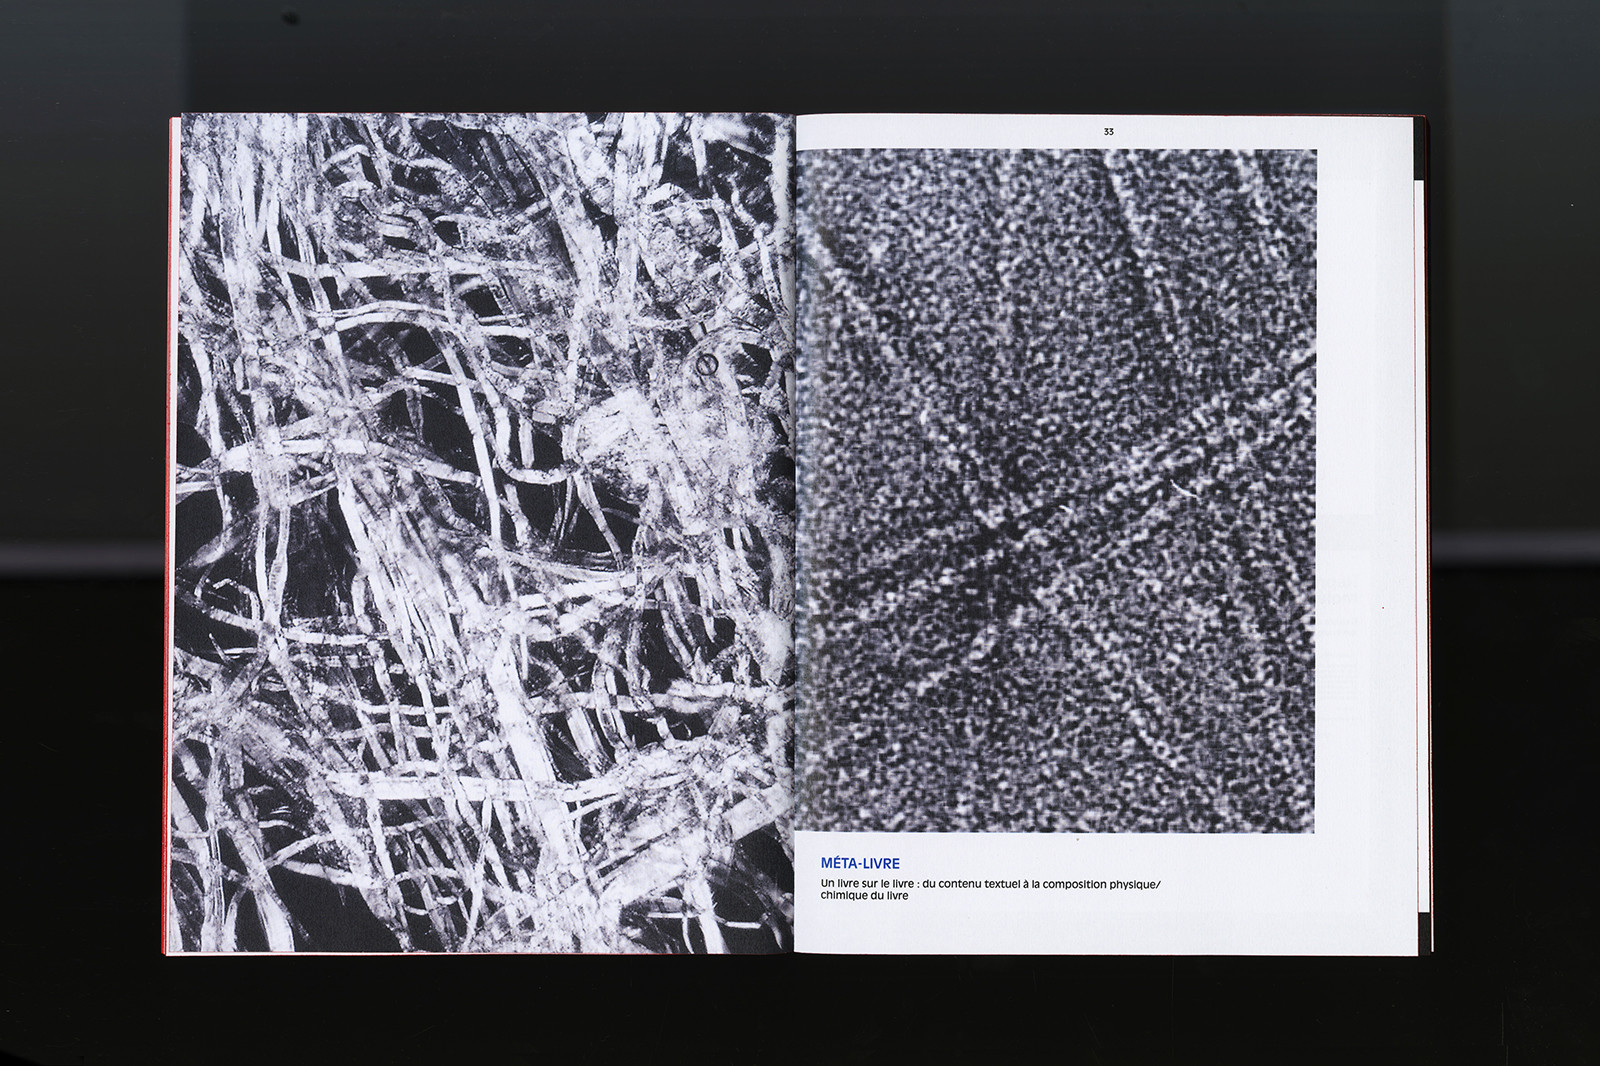 33
MÉTA-LIVRE
Un livre sur le livre : du contenu textuel à la composition physique/
chimique du livre